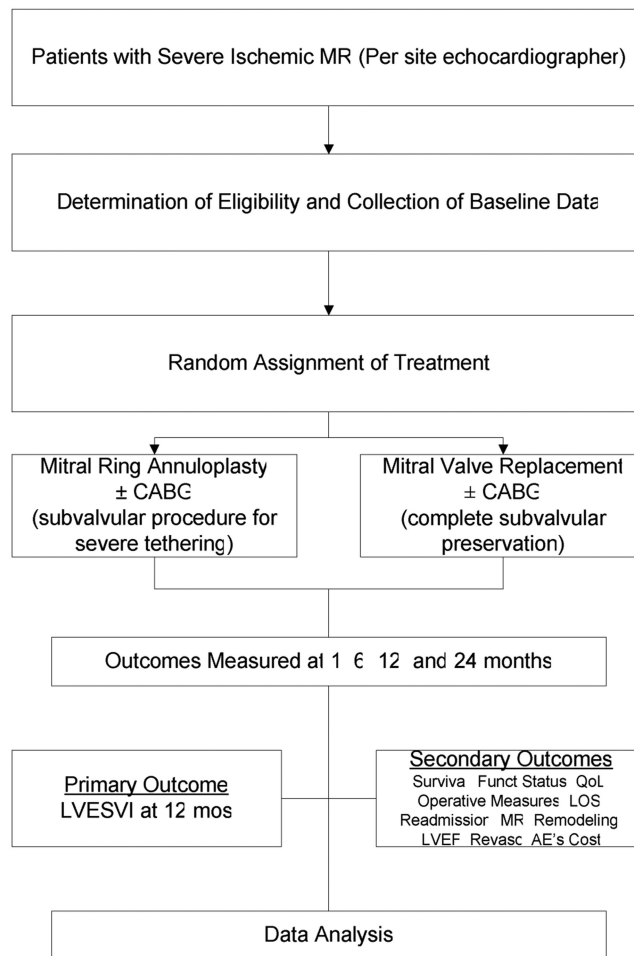 Patients with Severe Ischemic MR (Per site echocardiographer)
Determination of Eligibility and Collection of Baseline Data
Random Assignment of Treatment
Mitral Ring Annuloplasty
± CABG
(subvalvular procedure for
severe tethering)
Mitral Valve Replacement
± CABG
(complete subvalvular
preservation)
Outcomes Measured at 1 6 12 and 24 months
Primary Outcome
LVESVI at 12 mos
Secondary Outcomes
Surviva Funct Status QoL
Operative Measures LOS
Readmission MR Remodeling
LVEF Revasc AE's Cost
Data Analysis